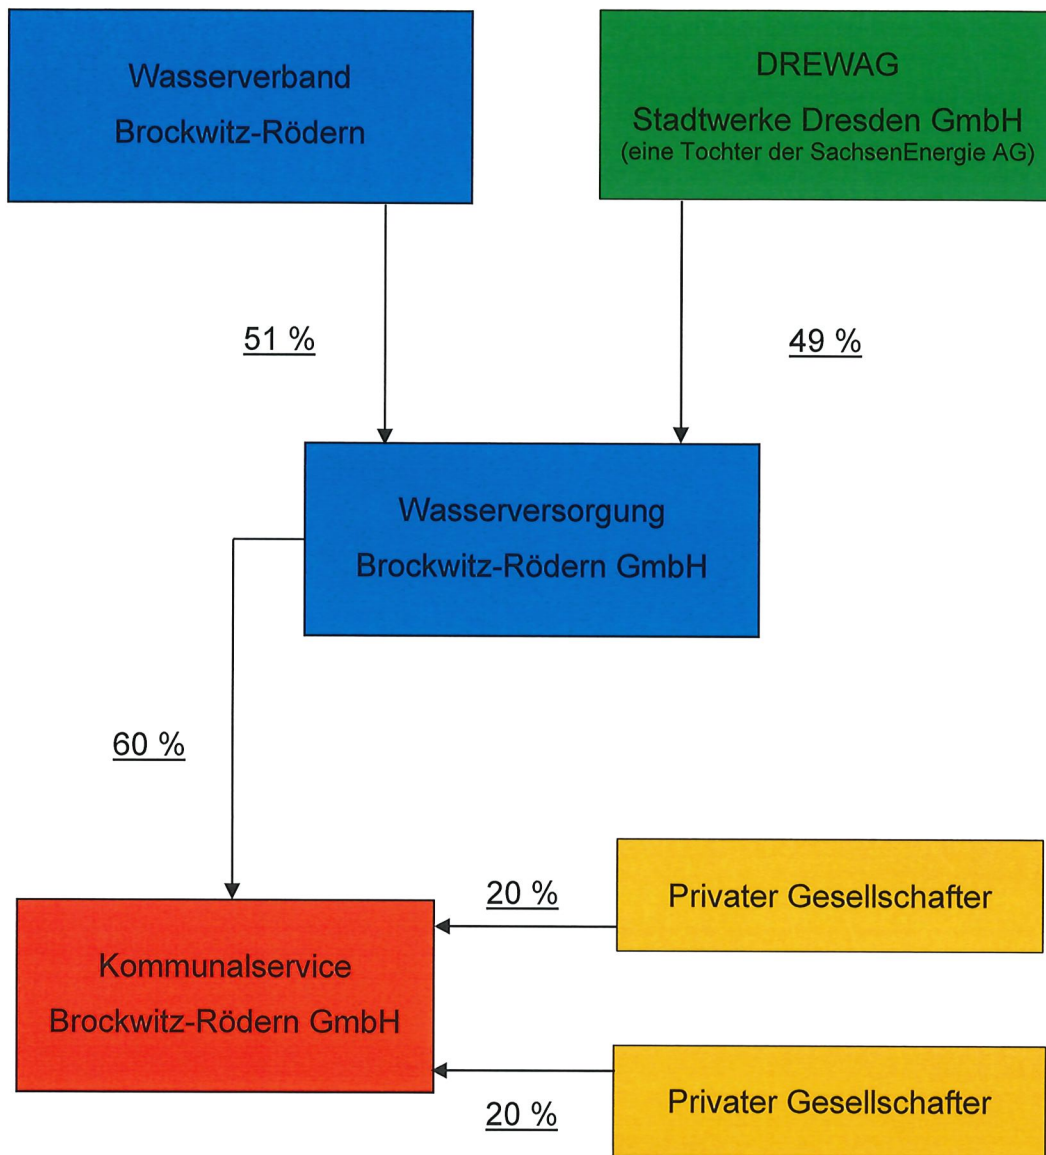 Wasserverband
Brockwitz-Rödern
DREWAG
Stadtwerke Dresden GmbH
(eine Tochter der SachsenEnergie AG)
51 %
49 %
Wasserversorgung
Brockwitz-Rödern GmbH
60 %
20 %
Privater Gesellschafter
Kommunalservice
Brockwitz-Rödern GmbH
20 %
Privater Gesellschafter